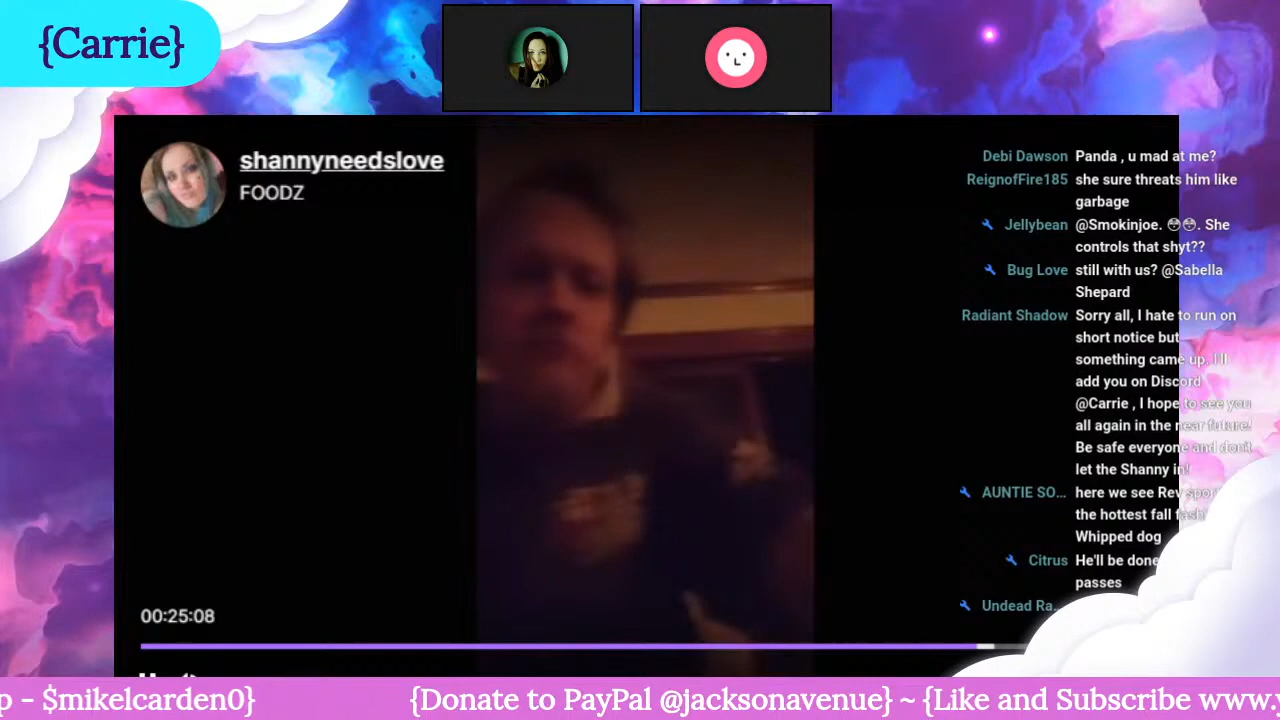 {Carrie}
shannyneedslove
FOODZ
Debi Dawson Panda , u mad at me?
ReignofFire185 she sure threats him like
garbage
Jellybean @Smokinjoe. 😳😳. She
controls that shyt??
Bug Love still with us? @Sabella
Shepard
Radiant Shadow Sorry all, I hate to run on
short notice but
something came up. I'll
add you on Discord
@Carrie , I hope to see you
all again in the near future!
Be safe everyone and don't
let the Shanny in!
AUNTIE SO... here we see Rev
the hottest fall
Whipped dog
Citrus He'll be done
passes
Undead Ra...
00:25:08
p - $mikelcarden0} {Donate to PayPal @jacksonavenue} ~ {Like and Subscribe www.